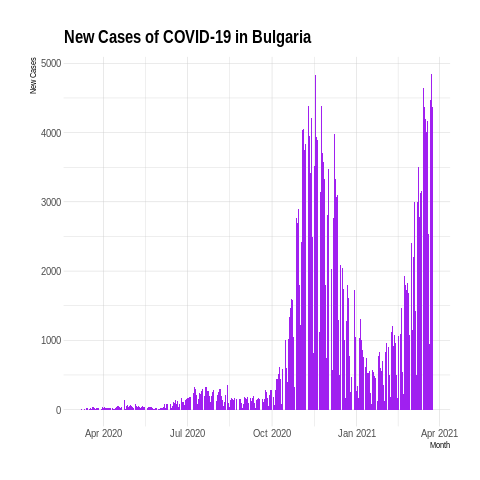 New Cases of COVID-19 in Bulgaria
New Cases
5000
4000
3000
2000
1000
0
Apr 2020
Jul 2020
Oct 2020
Jan 2021
Apr 2021
Month